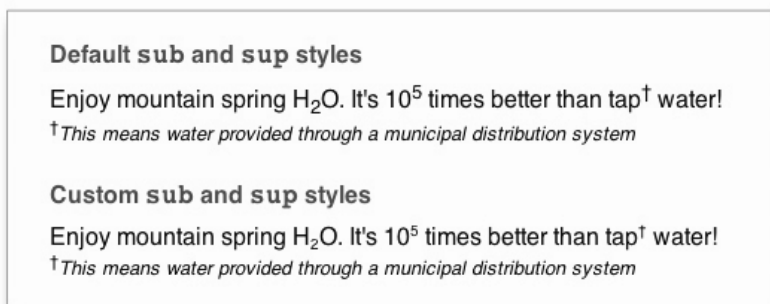 Default sub and sup styles
Enjoy mountain spring H₂O. It's 10⁵ times better than tap† water!
†This means water provided through a municipal distribution system
Custom sub and sup styles
Enjoy mountain spring H₂O. It's 10⁵ times better than tap† water!
†This means water provided through a municipal distribution system